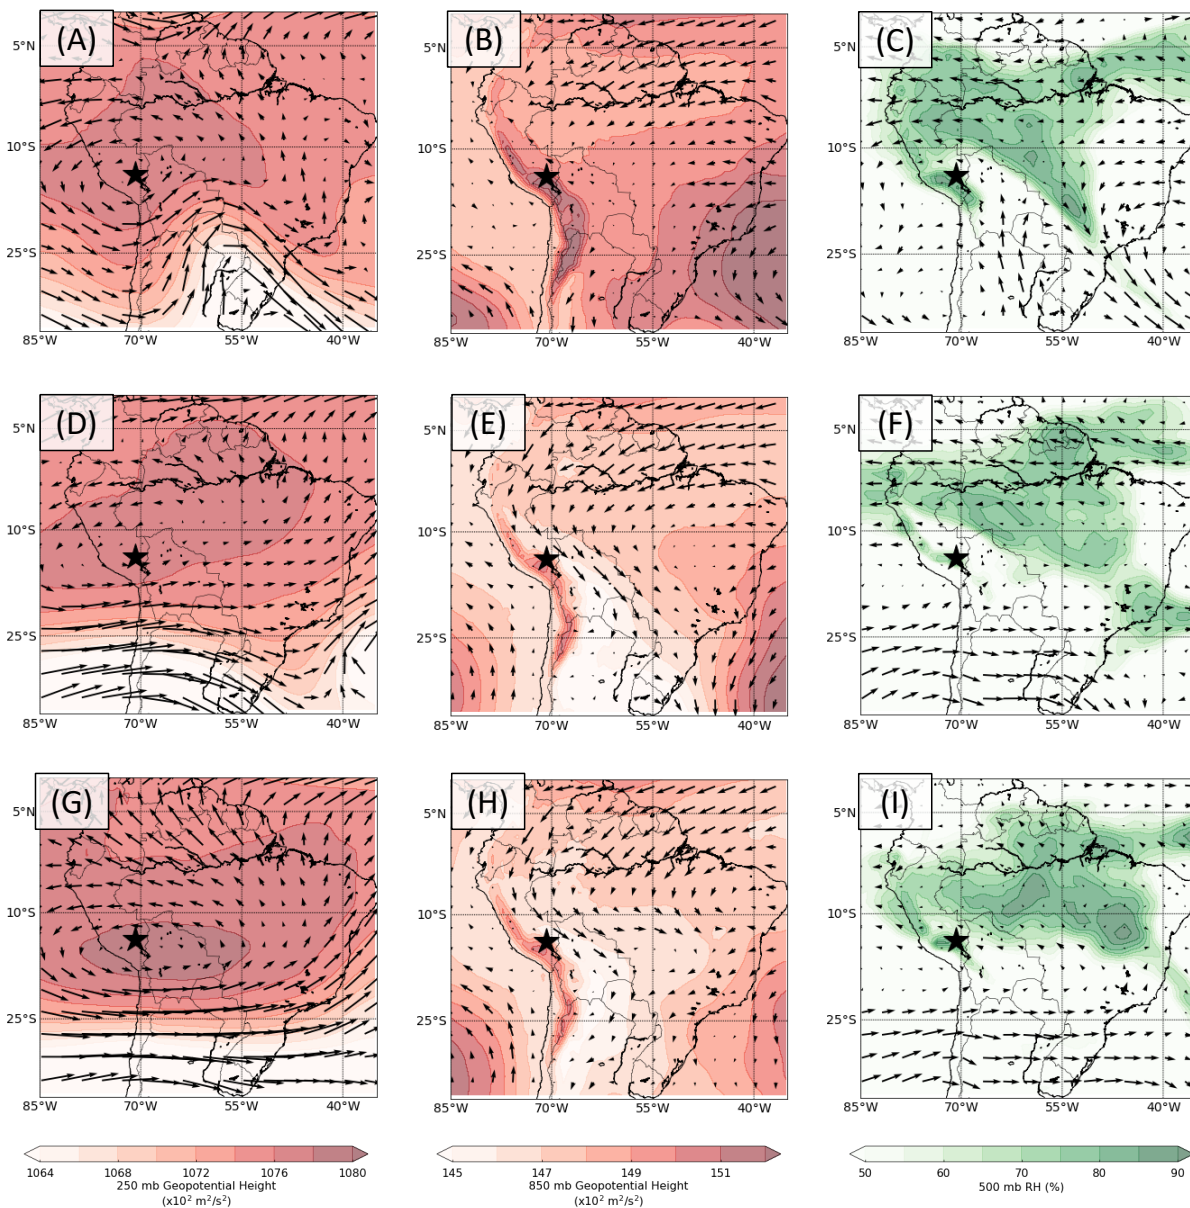 (A)
(B)
(C)
5°N
5°N
5°N
10°S
10°S
10°S
25°S
25°S
25°S
85°W 70°W 55°W 40°W
85°W 70°W 55°W 40°W
85°W 70°W 55°W 40°W
(D)
(E)
(F)
5°N
5°N
5°N
10°S
10°S
10°S
25°S
25°S
25°S
85°W 70°W 55°W 40°W
85°W 70°W 55°W 40°W
85°W 70°W 55°W 40°W
(G)
(H)
(I)
5°N
5°N
5°N
10°S
10°S
10°S
25°S
25°S
25°S
85°W 70°W 55°W 40°W
85°W 70°W 55°W 40°W
85°W 70°W 55°W 40°W
1064 1068 1072 1076 1080
250 mb Geopotential Height
(x10² m²/s²)
145 147 149 151
850 mb Geopotential Height
(x10² m²/s²)
50 60 70 80 90
500 mb RH (%)